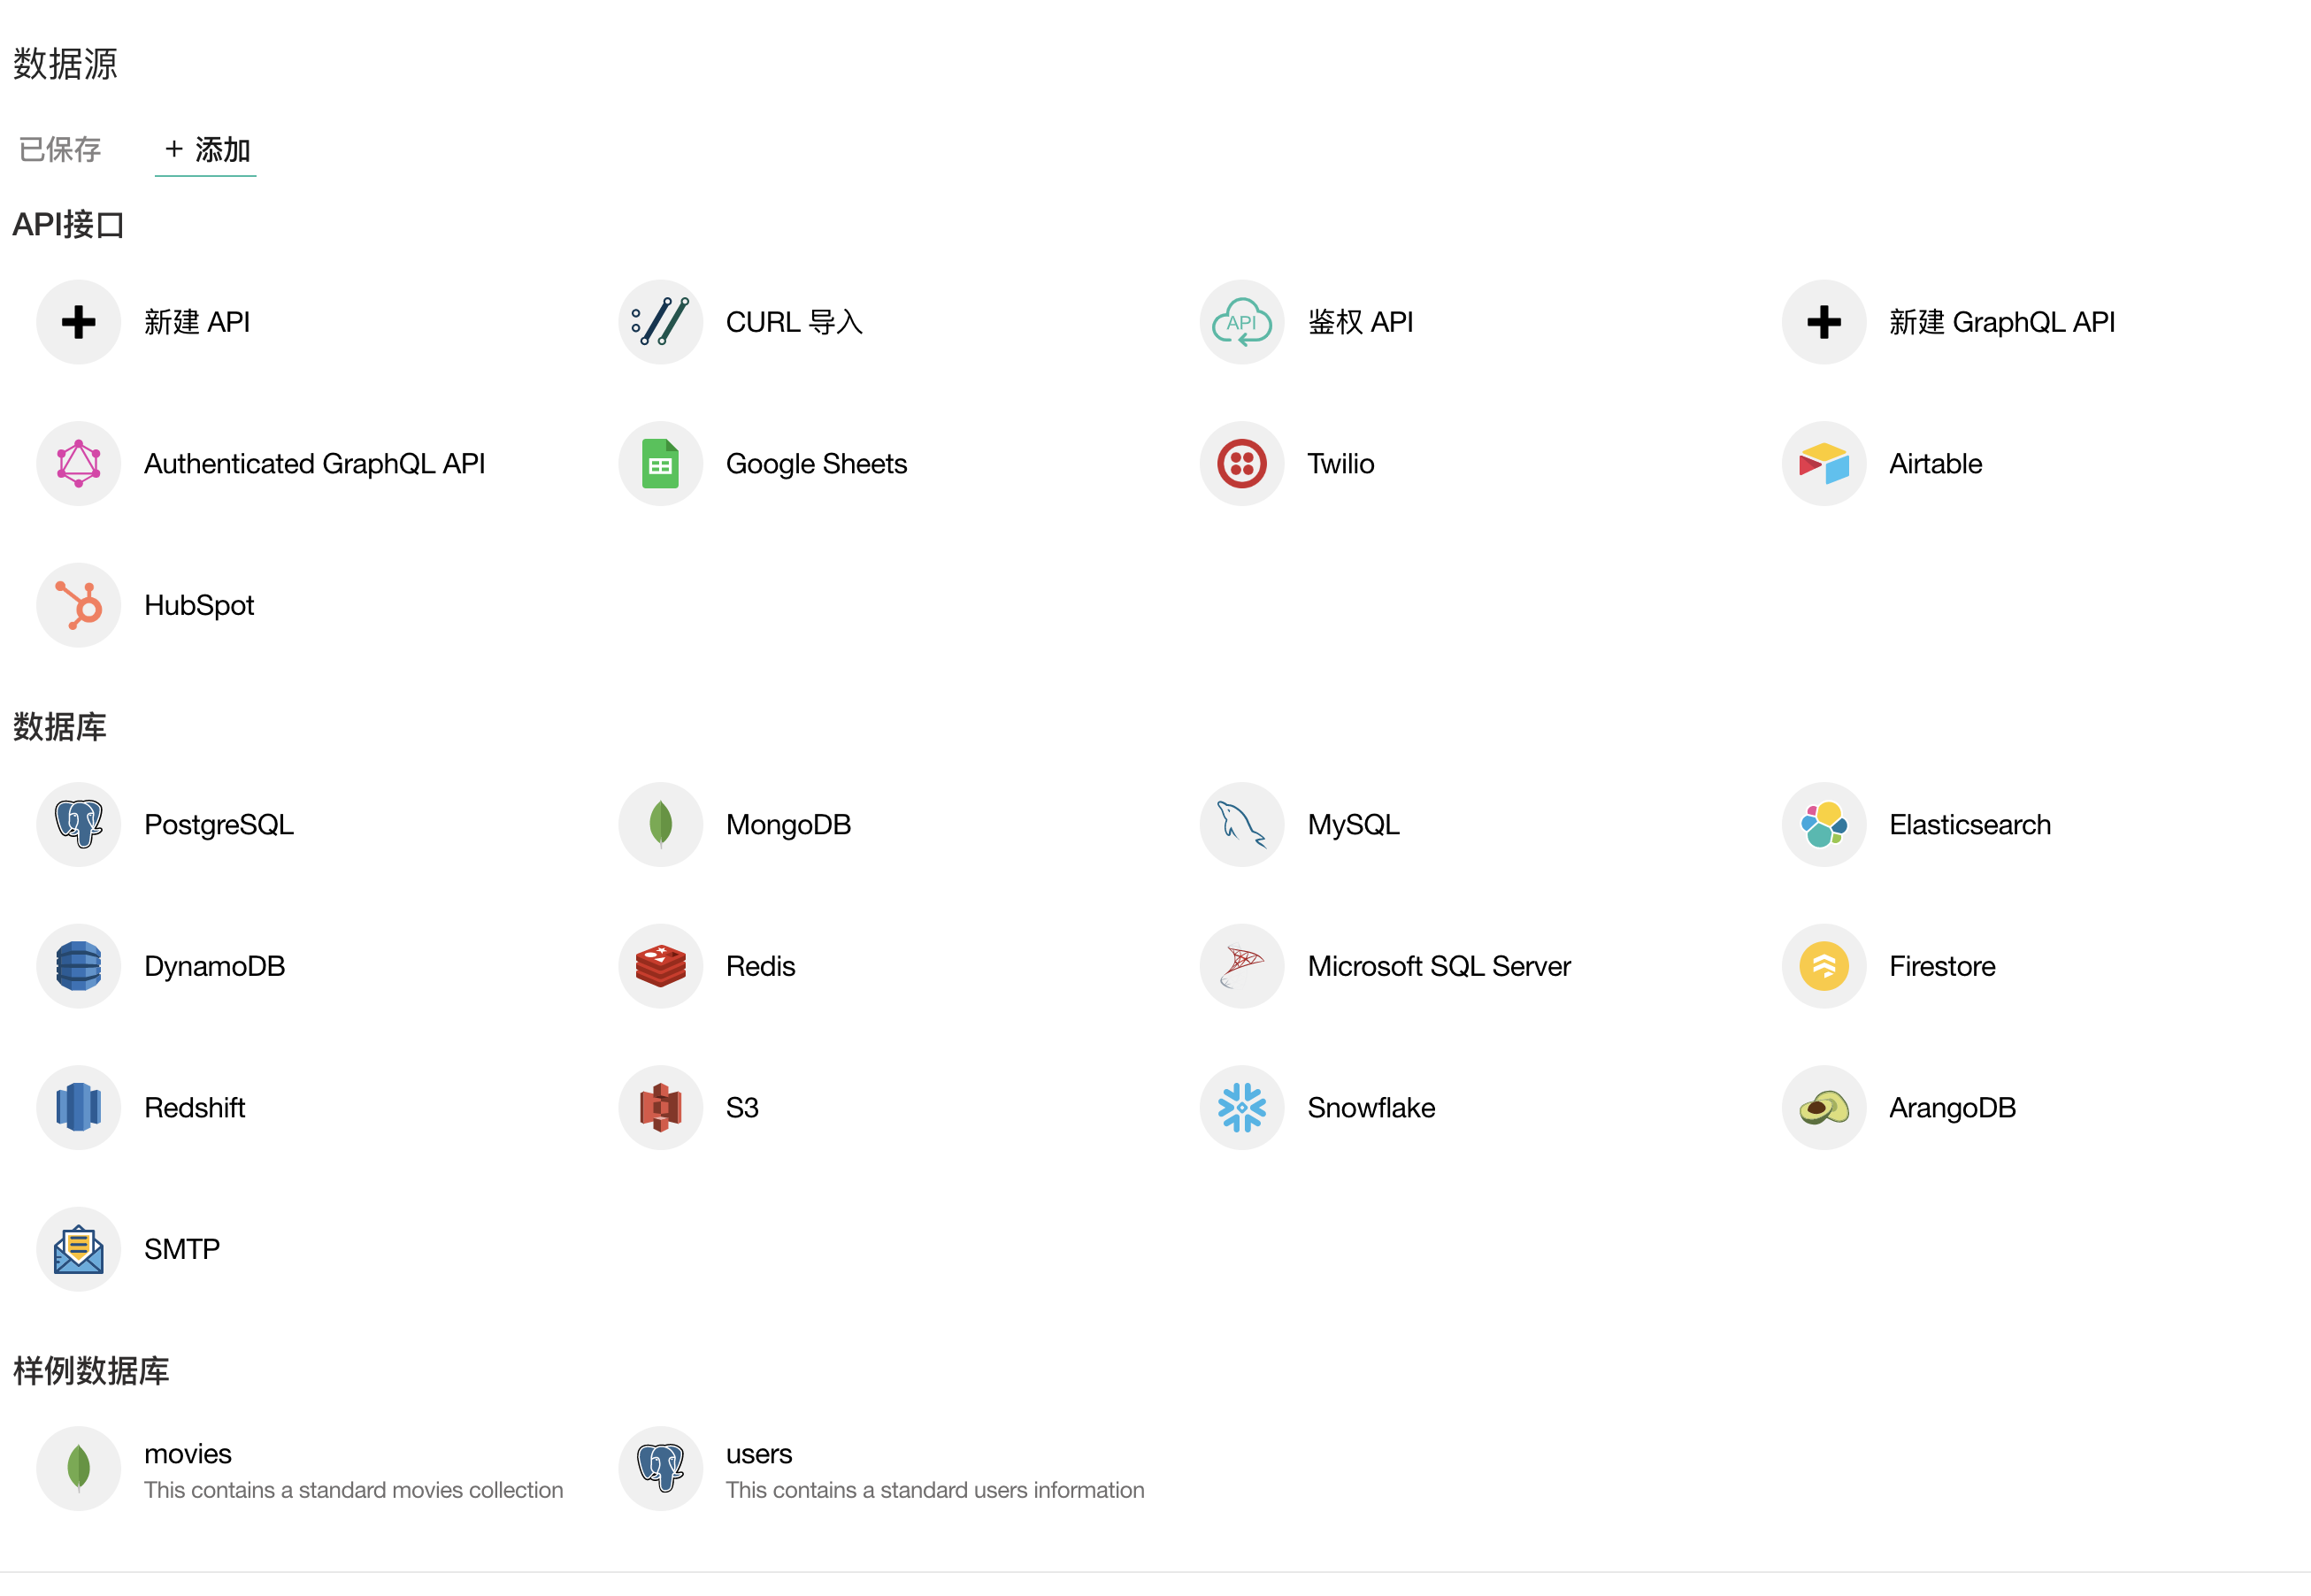 数据源
已保存
+ 添加
API接口
新建 API
CURL 导入
API
鉴权 API
新建 GraphQL API
Authenticated GraphQL API
Google Sheets
Twilio
Airtable
HubSpot
数据库
PostgreSQL
MongoDB
MySQL
Elasticsearch
DynamoDB
Redis
Microsoft SQL Server
Firestore
Redshift
S3
Snowflake
ArangoDB
SMTP
样例数据库
movies
This contains a standard movies collection
users
This contains a standard users information